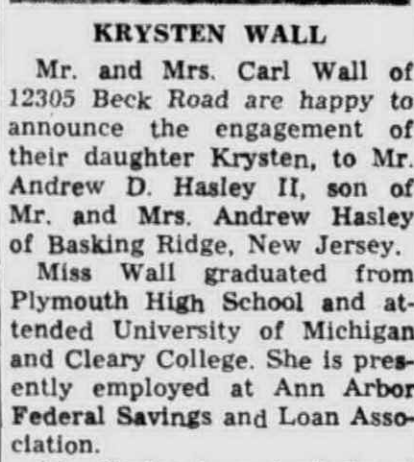 KRYSTEN WALL
Mr. and Mrs. Carl Wall of
12305 Beck Road are happy to
announce the engagement of
their daughter Krysten, to Mr.
Andrew D. Hasley II, son of
Mr. and Mrs. Andrew Hasley
of Basking Ridge, New Jersey.
Miss Wall graduated from
Plymouth High School and at-
tended University of Michigan
and Cleary College. She is pres-
ently employed at Ann Arbor
Federal Savings and Loan Asso-
ciation.